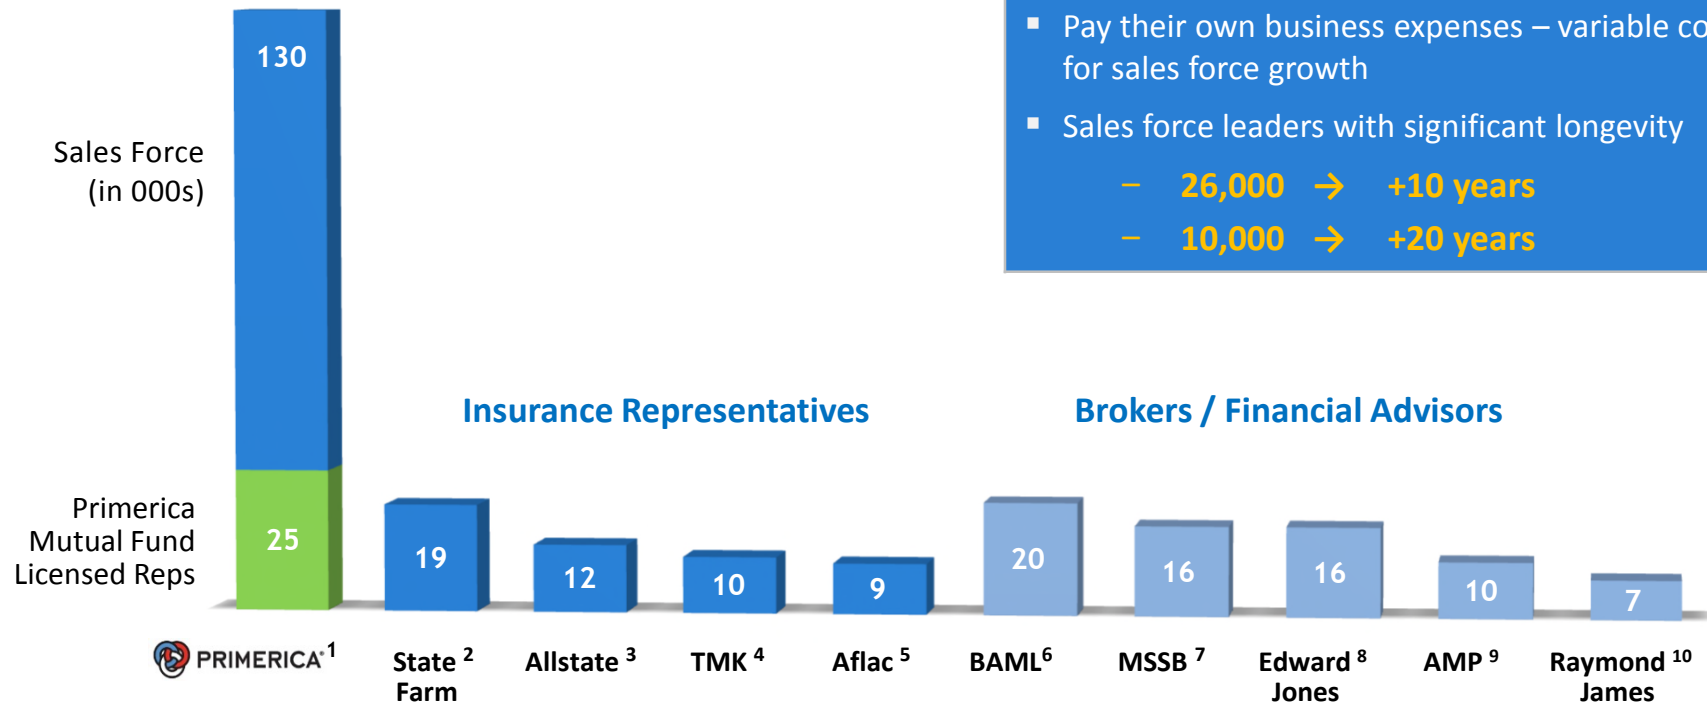 Pay their own business expenses – variable
for sales force growth
Sales force leaders with significant longevity
– 26,000 → +10 years
– 10,000 → +20 years
130
Sales Force
(in 000s)
Insurance Representatives
Brokers / Financial Advisors
Primerica
Mutual Fund
Licensed Reps
25
19
12
10
9
20
16
16
10
7
PRIMERICA 1
State 2
Farm
Allstate 3
TMK 4
Aflac 5
BAML 6
MSSB 7
Edward 8
Jones
AMP 9
Raymond 10
James